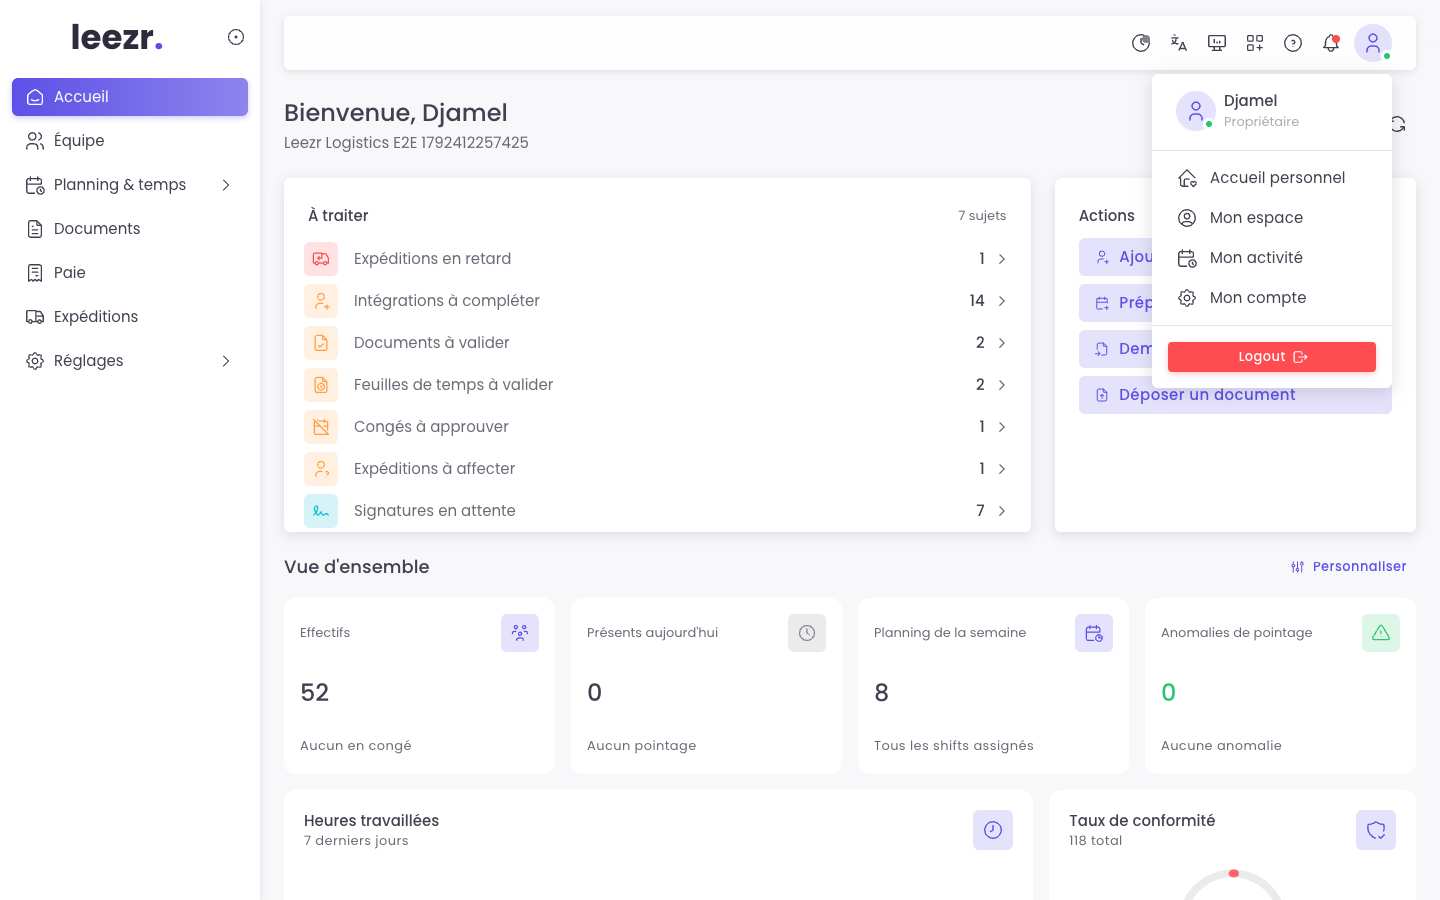 leezr.
Accueil
Équipe
Planning & temps
Documents
Paie
Expéditions
Réglages
Bienvenue, Djamel
Leezr Logistics E2E 1792412257425
Djamel
Propriétaire
Accueil personnel
Mon espace
Mon activité
Mon compte
Logout
À traiter
7 sujets
Expéditions en retard
1
Intégrations à compléter
14
Documents à valider
2
Feuilles de temps à valider
2
Congés à approuver
1
Expéditions à affecter
1
Signatures en attente
7
Actions
Ajou
Prép
Dem
Déposer un document
Vue d'ensemble
Personnaliser
Effectifs
52
Aucun en congé
Présents aujourd'hui
0
Aucun pointage
Planning de la semaine
8
Tous les shifts assignés
Anomalies de pointage
0
Aucune anomalie
Heures travaillées
7 derniers jours
Taux de conformité
118 total